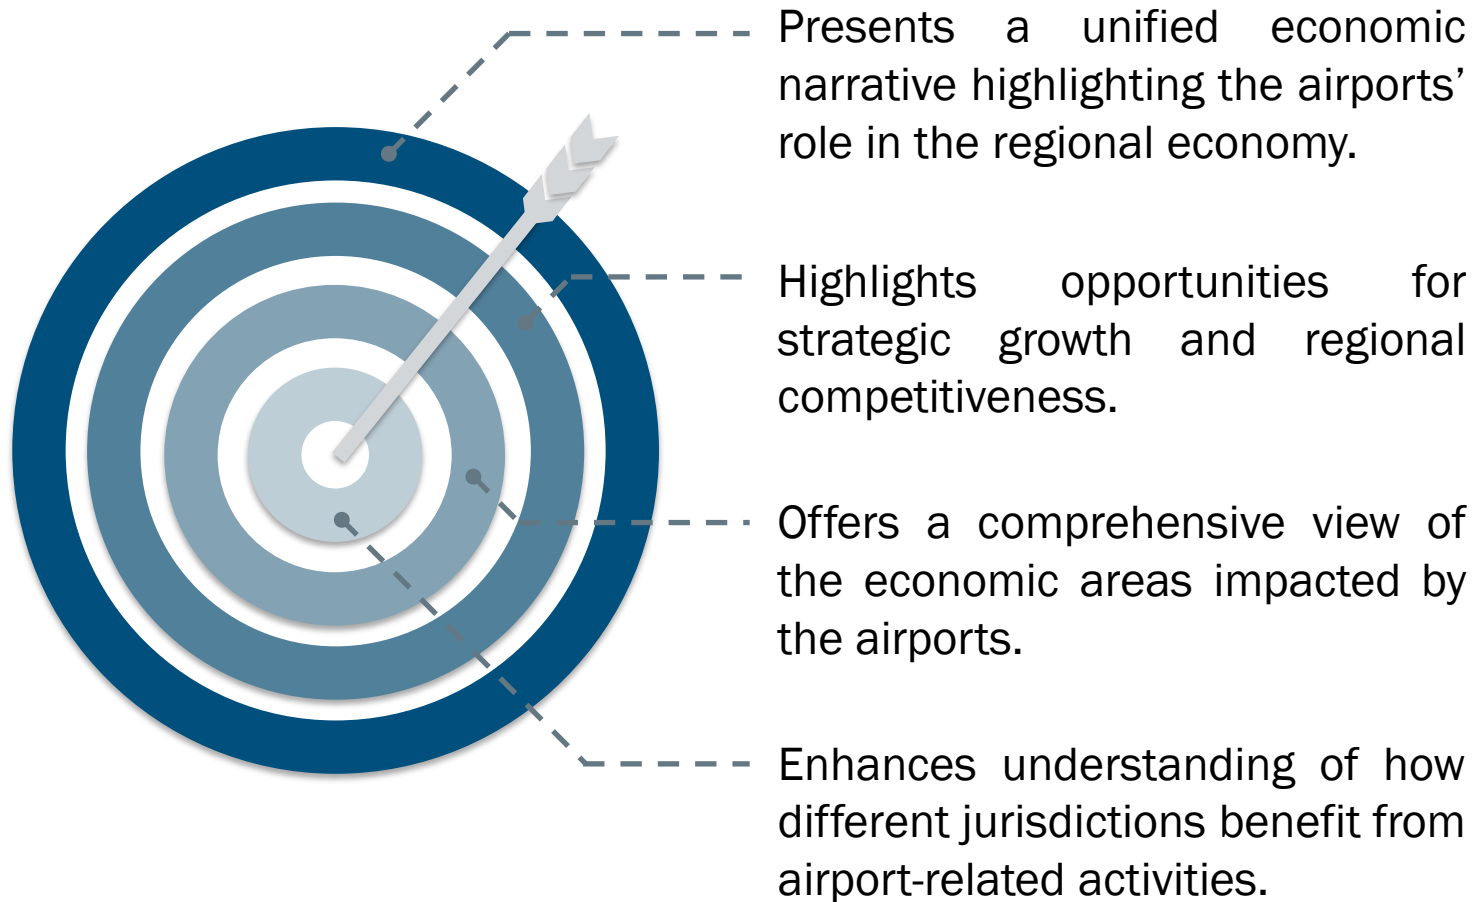 Presents a unified economic
narrative highlighting the airports’
role in the regional economy.
Highlights opportunities for
strategic growth and regional
competitiveness.
Offers a comprehensive view of
the economic areas impacted by
the airports.
Enhances understanding of how
different jurisdictions benefit from
airport-related activities.